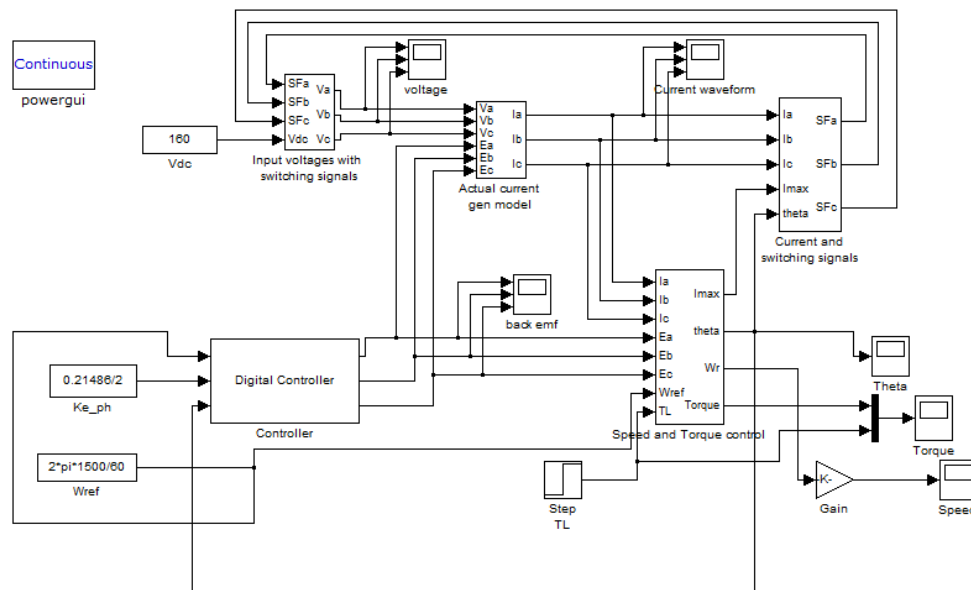 Continuous
powergui
SFa
SFb
SFc
Vdc
Va
Vb
Vc
Input voltages with
switching signals
160
Vdc
voltage
Va
Vb
Vc
Ea
Eb
Ec
Ia
Ib
Ic
Actual current
gen model
Current waveform
Ia
Ib
Ic
Imax
theta
SFa
SFb
SFc
Current and
switching signals
back emf
Ia
Ib
Ic
Ea
Eb
Ec
Wref
TL
Imax
theta
Wr
Torque
Speed and Torque control
Digital Controller
Controller
0.21486/2
Ke_ph
2*pi*1500/60
Wref
Step
TL
Theta
Torque
-K-
Gain
Speed